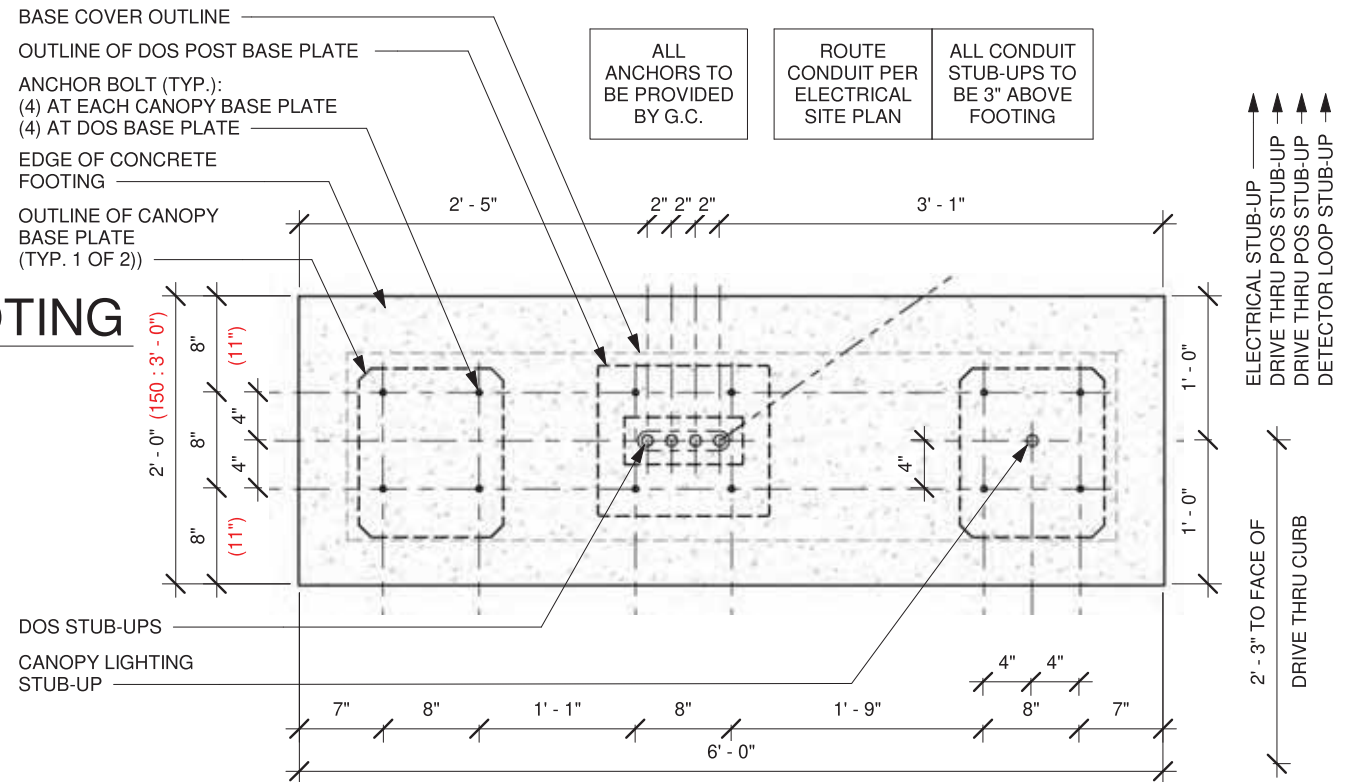 BASE COVER OUTLINE
OUTLINE OF DOS POST BASE PLATE
ANCHOR BOLT (TYP.):
(4) AT EACH CANOPY BASE PLATE
(4) AT DOS BASE PLATE
EDGE OF CONCRETE
FOOTING
OUTLINE OF CANOPY
BASE PLATE
(TYP. 1 OF 2))
OTING
ALL
ANCHORS TO
BE PROVIDED
BY G.C.
ROUTE
CONDUIT PER
ELECTRICAL
SITE PLAN
ALL CONDUIT
STUB-UPS TO
BE 3" ABOVE
FOOTING
ELECTRICAL STUB-UP
DRIVE THRU POS STUB-UP
DRIVE THRU POS STUB-UP
DETECTOR LOOP STUB-UP
2' - 5"
2" 2" 2"
3' - 1"
2' - 0" (150 : 3' - 0")
8"
(11")
8"
4"
4"
8"
(11")
4"
1' - 0"
1' - 0"
2' - 3" TO FACE OF
DRIVE THRU CURB
DOS STUB-UPS
CANOPY LIGHTING
STUB-UP
4" 4"
7" 8" 1' - 1" 8" 1' - 9" 8" 7"
6' - 0"